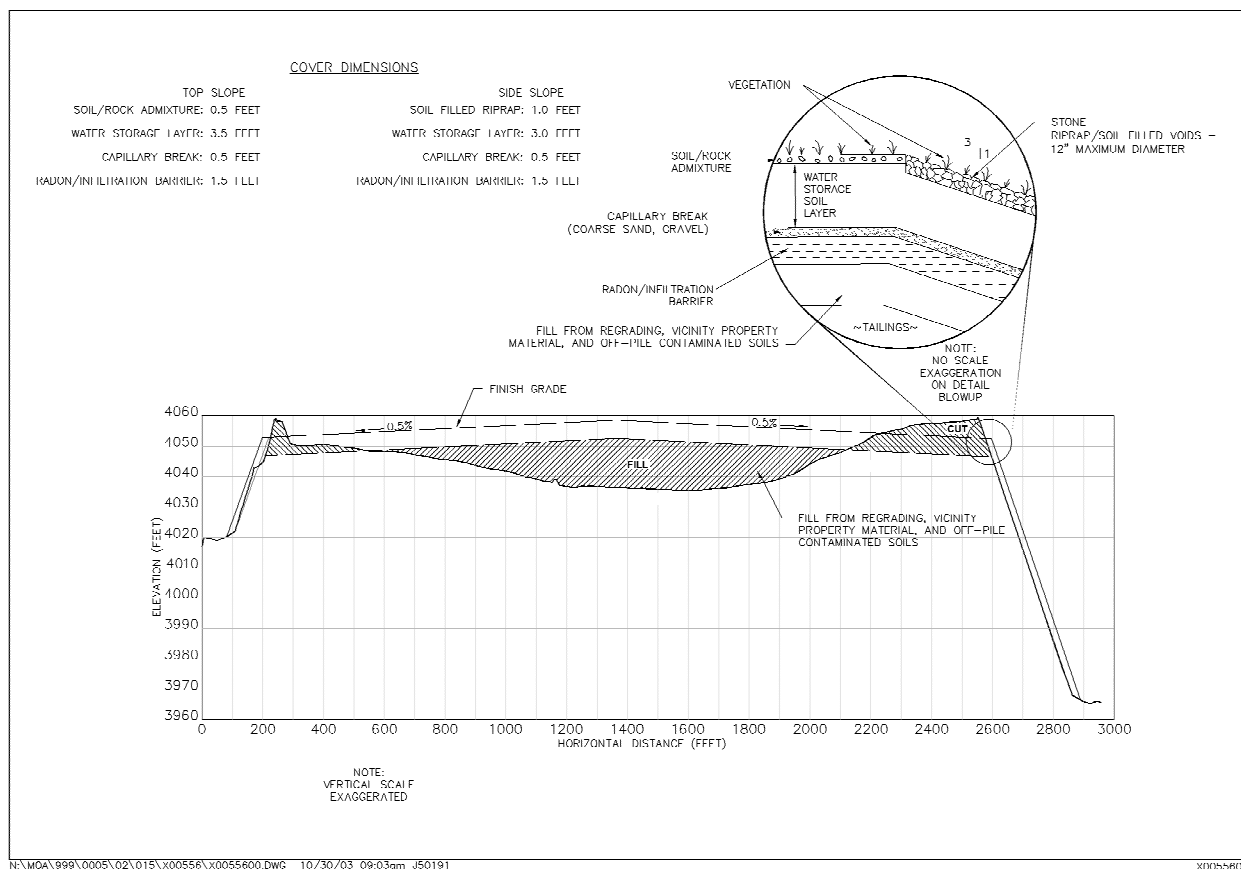 COVER DIMENSIONS
TOP SLOPE
SOIL/ROCK ADMIXTURE: 0.5 FEET
WATER STORAGE LAYER: 3.5 FEET
CAPILLARY BREAK: 0.5 FEET
RADON/INFILTRATION BARRIER: 1.5 FEET
SIDE SLOPE
SOIL FILLED RIPRAP: 1.0 FEET
WATER STORAGE LAYER: 3.0 FEET
CAPILLARY BREAK: 0.5 FEET
RADON/INFILTRATION BARRIER: 1.5 FEET
VEGETATION
STONE
RIPRAP/SOIL FILLED VOIDS –
12" MAXIMUM DIAMETER
3
1
SOIL/ROCK
ADMIXTURE
WATER
STORAGE
SOIL
LAYER
CAPILLARY BREAK
(COARSE SAND, GRAVEL)
RADON/INFILTRATION
BARRIER
FILL FROM REGRADING, VICINITY PROPERTY
MATERIAL, AND OFF-PILE CONTAMINATED SOILS
~TAILINGS~
NOTE:
NO SCALE
EXAGGERATION
ON DETAIL
BLOWUP
FINISH GRADE
0.5%
0.5%
CUT
FILL
FILL FROM REGRADING, VICINITY
PROPERTY MATERIAL, AND OFF-PILE
CONTAMINATED SOILS
ELEVATION (FEET)
4060
4050
4040
4030
4020
4010
4000
3990
3980
3970
3960
0
200
400
600
800
1000
1200
1400
1600
1800
2000
2200
2400
2600
2800
3000
HORIZONTAL DISTANCE (FEET)
NOTE:
VERTICAL SCALE
EXAGGERATED
N:\MOA\999\0005\02\015\X00556\X0055600.DWG 10/30/03 09:03am J50191
X005560